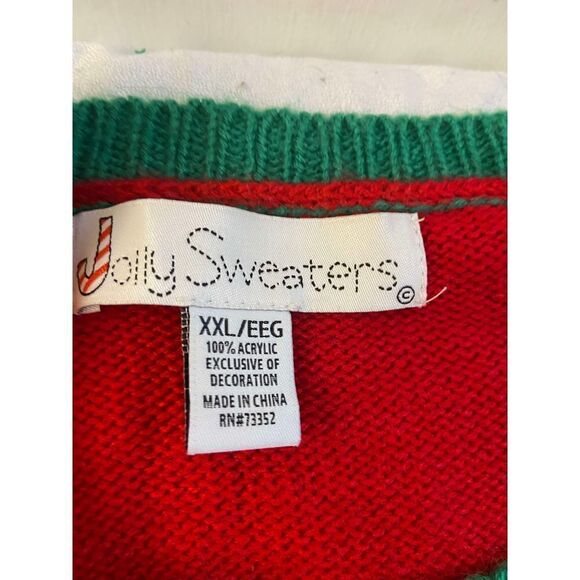 Jolly Sweaters ©
XXL/EEG
100% ACRYLIC
EXCLUSIVE OF
DECORATION
MADE IN CHINA
RN#73352